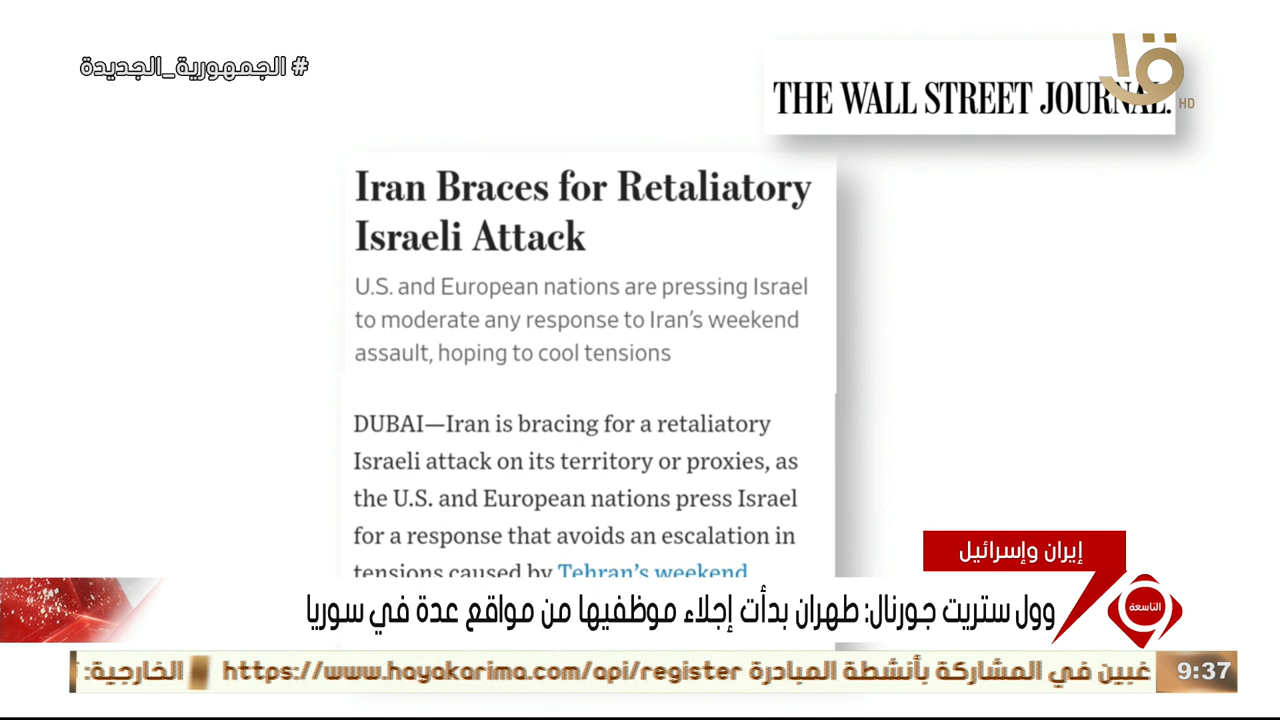 # الجمهورية_الجديدة
THE WALL STREET JOURNAL.
HD
Iran Braces for Retaliatory
Israeli Attack
U.S. and European nations are pressing Israel
to moderate any response to Iran's weekend
assault, hoping to cool tensions
DUBAI—Iran is bracing for a retaliatory
Israeli attack on its territory or proxies, as
the U.S. and European nations press Israel
for a response that avoids an escalation in
tensions caused by Tehran's weekend
إيران وإسرائيل
التاسعة
وول ستريت جورنال: طهران بدأت إجلاء موظفيها من مواقع عدة في سوريا
9:37
غبين في المشاركة بأنشطة المبادرة https://www.hayakarima.com/api/register الخارجية: